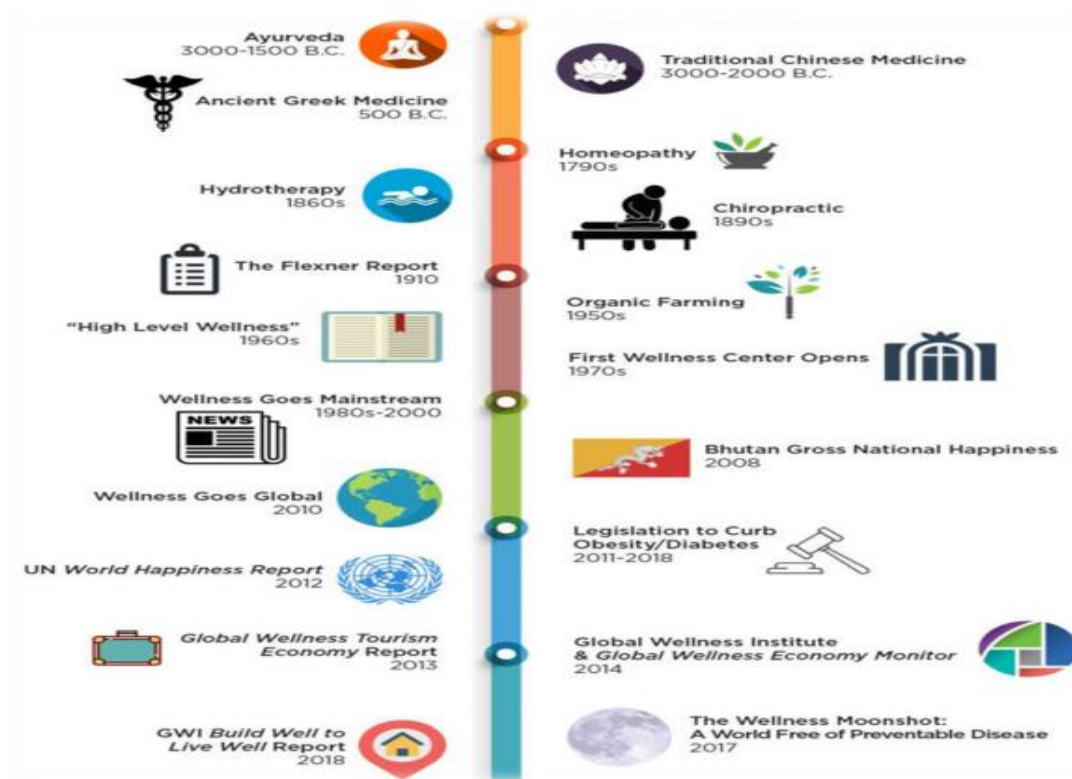 Ayurveda
3000-1500 B.C.
Traditional Chinese Medicine
3000-2000 B.C.
Ancient Greek Medicine
500 B.C.
Homeopathy
1790s
Hydrotherapy
1860s
Chiropractic
1890s
The Flexner Report
1910
Organic Farming
1950s
“High Level Wellness”
1960s
First Wellness Center Opens
1970s
Wellness Goes Mainstream
1980s-2000
NEWS
Bhutan Gross National Happiness
2008
Wellness Goes Global
2010
Legislation to Curb
Obesity/Diabetes
2011-2018
UN World Happiness Report
2012
Global Wellness Tourism
Economy Report
2013
Global Wellness Institute
& Global Wellness Economy Monitor
2014
The Wellness Moonshot:
A World Free of Preventable Disease
2017
GWI Build Well to
Live Well Report
2018